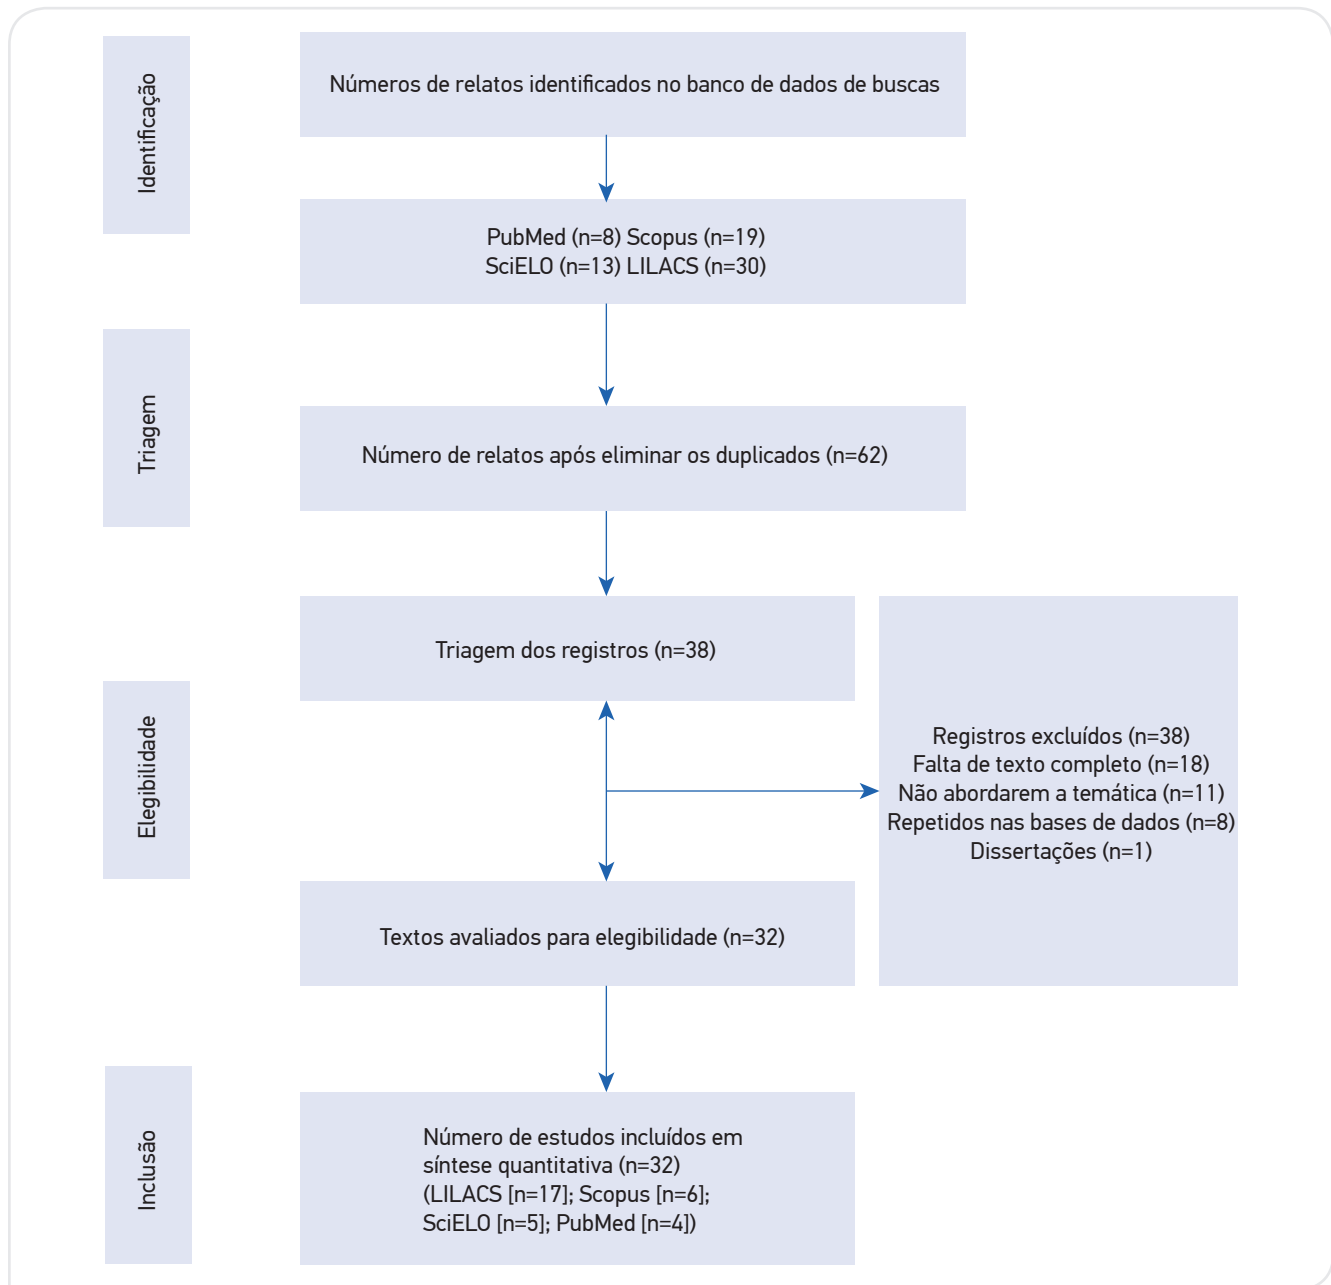 Identificação
Números de relatos identificados no banco de dados de buscas
PubMed (n=8) Scopus (n=19)
SciELO (n=13) LILACS (n=30)
Triagem
Número de relatos após eliminar os duplicados (n=62)
Elegibilidade
Triagem dos registros (n=38)
Registros excluídos (n=38)
Falta de texto completo (n=18)
Não abordarem a temática (n=11)
Repetidos nas bases de dados (n=8)
Dissertações (n=1)
Textos avaliados para elegibilidade (n=32)
Inclusão
Número de estudos incluídos em
síntese quantitativa (n=32)
(LILACS [n=17]; Scopus [n=6];
SciELO [n=5]; PubMed [n=4])